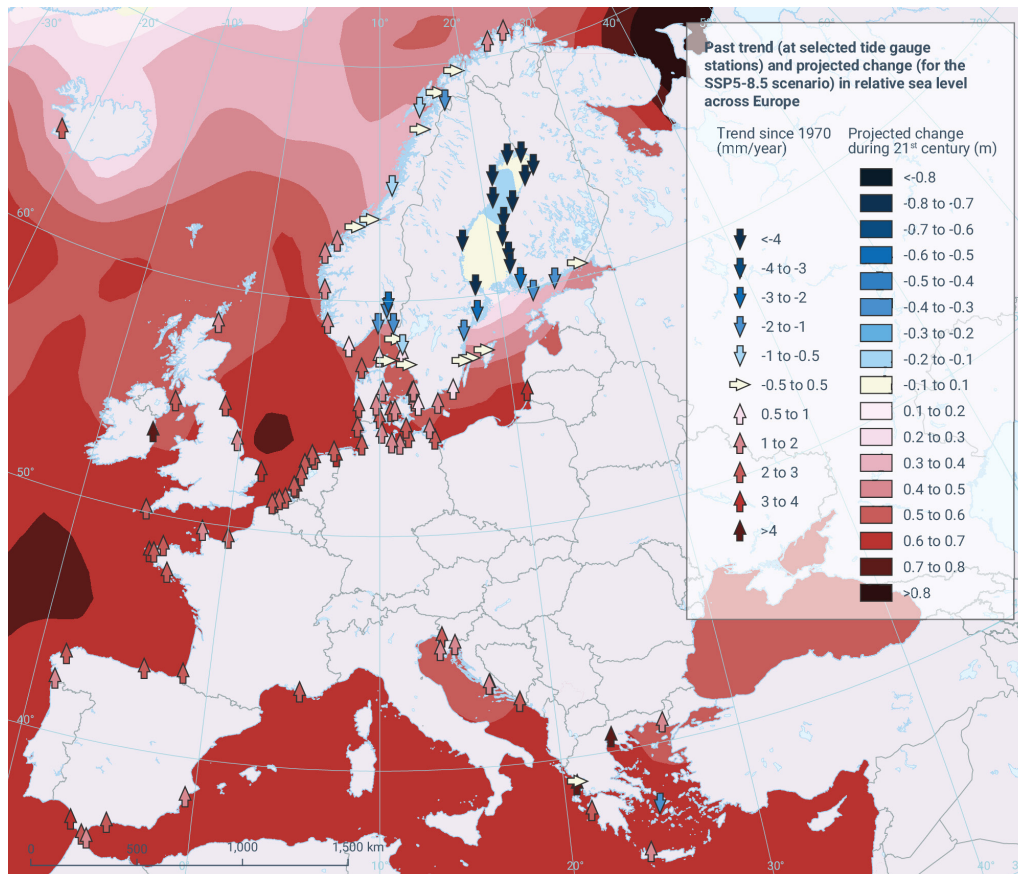 -30°
-20°
-10°
0°
10°
20°
30°
40°
50°
60°
70°
60°
50°
40°
Past trend (at selected tide gauge
stations) and projected change (for the
SSP5-8.5 scenario) in relative sea level
across Europe
Trend since 1970
(mm/year)
<-4
-4 to -3
-3 to -2
-2 to -1
-1 to -0.5
-0.5 to 0.5
0.5 to 1
1 to 2
2 to 3
3 to 4
>4
Projected change
during 21st century (m)
<-0.8
-0.8 to -0.7
-0.7 to -0.6
-0.6 to -0.5
-0.5 to -0.4
-0.4 to -0.3
-0.3 to -0.2
-0.2 to -0.1
-0.1 to 0.1
0.1 to 0.2
0.2 to 0.3
0.3 to 0.4
0.4 to 0.5
0.5 to 0.6
0.6 to 0.7
0.7 to 0.8
>0.8
0 500 1,000 1,500 km
0°
10°
20°
30°
40°